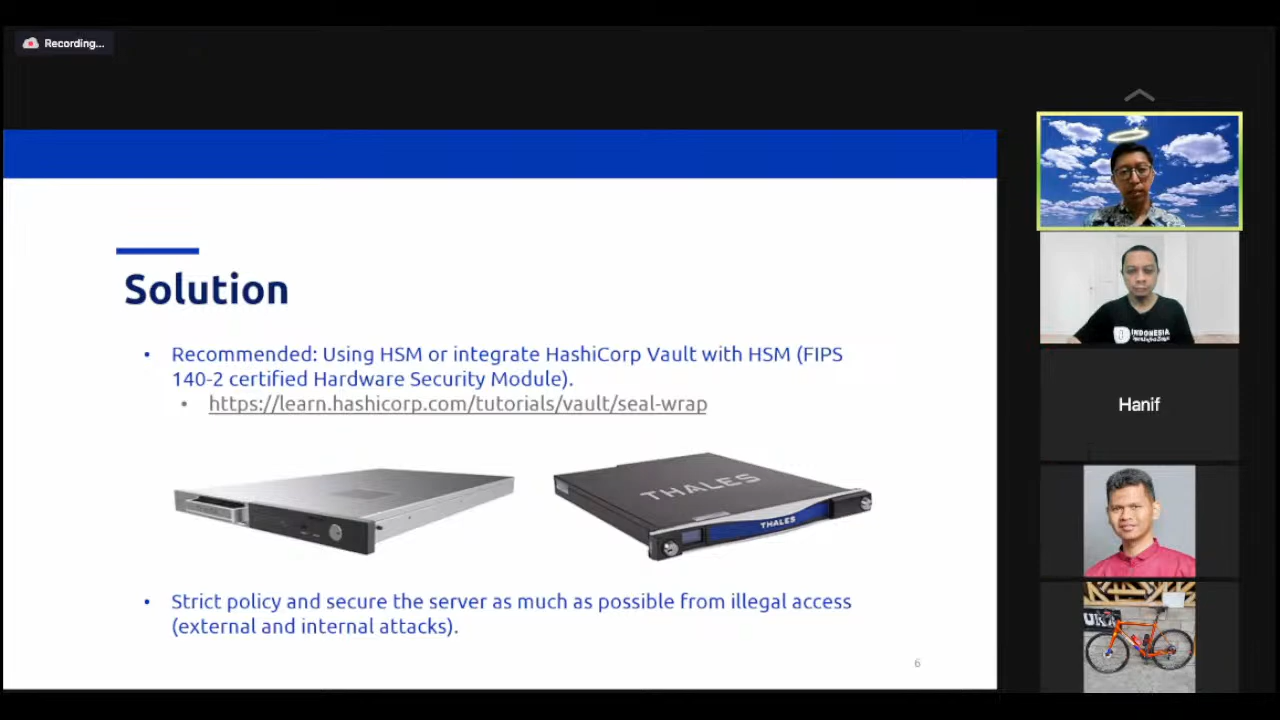 Recording...
Solution
• Recommended: Using HSM or integrate HashiCorp Vault with HSM (FIPS
140-2 certified Hardware Security Module).
• https://learn.hashicorp.com/tutorials/vault/seal-wrap
THALES
THALES
• Strict policy and secure the server as much as possible from illegal access
(external and internal attacks).
6
INDONESIA
Hanif